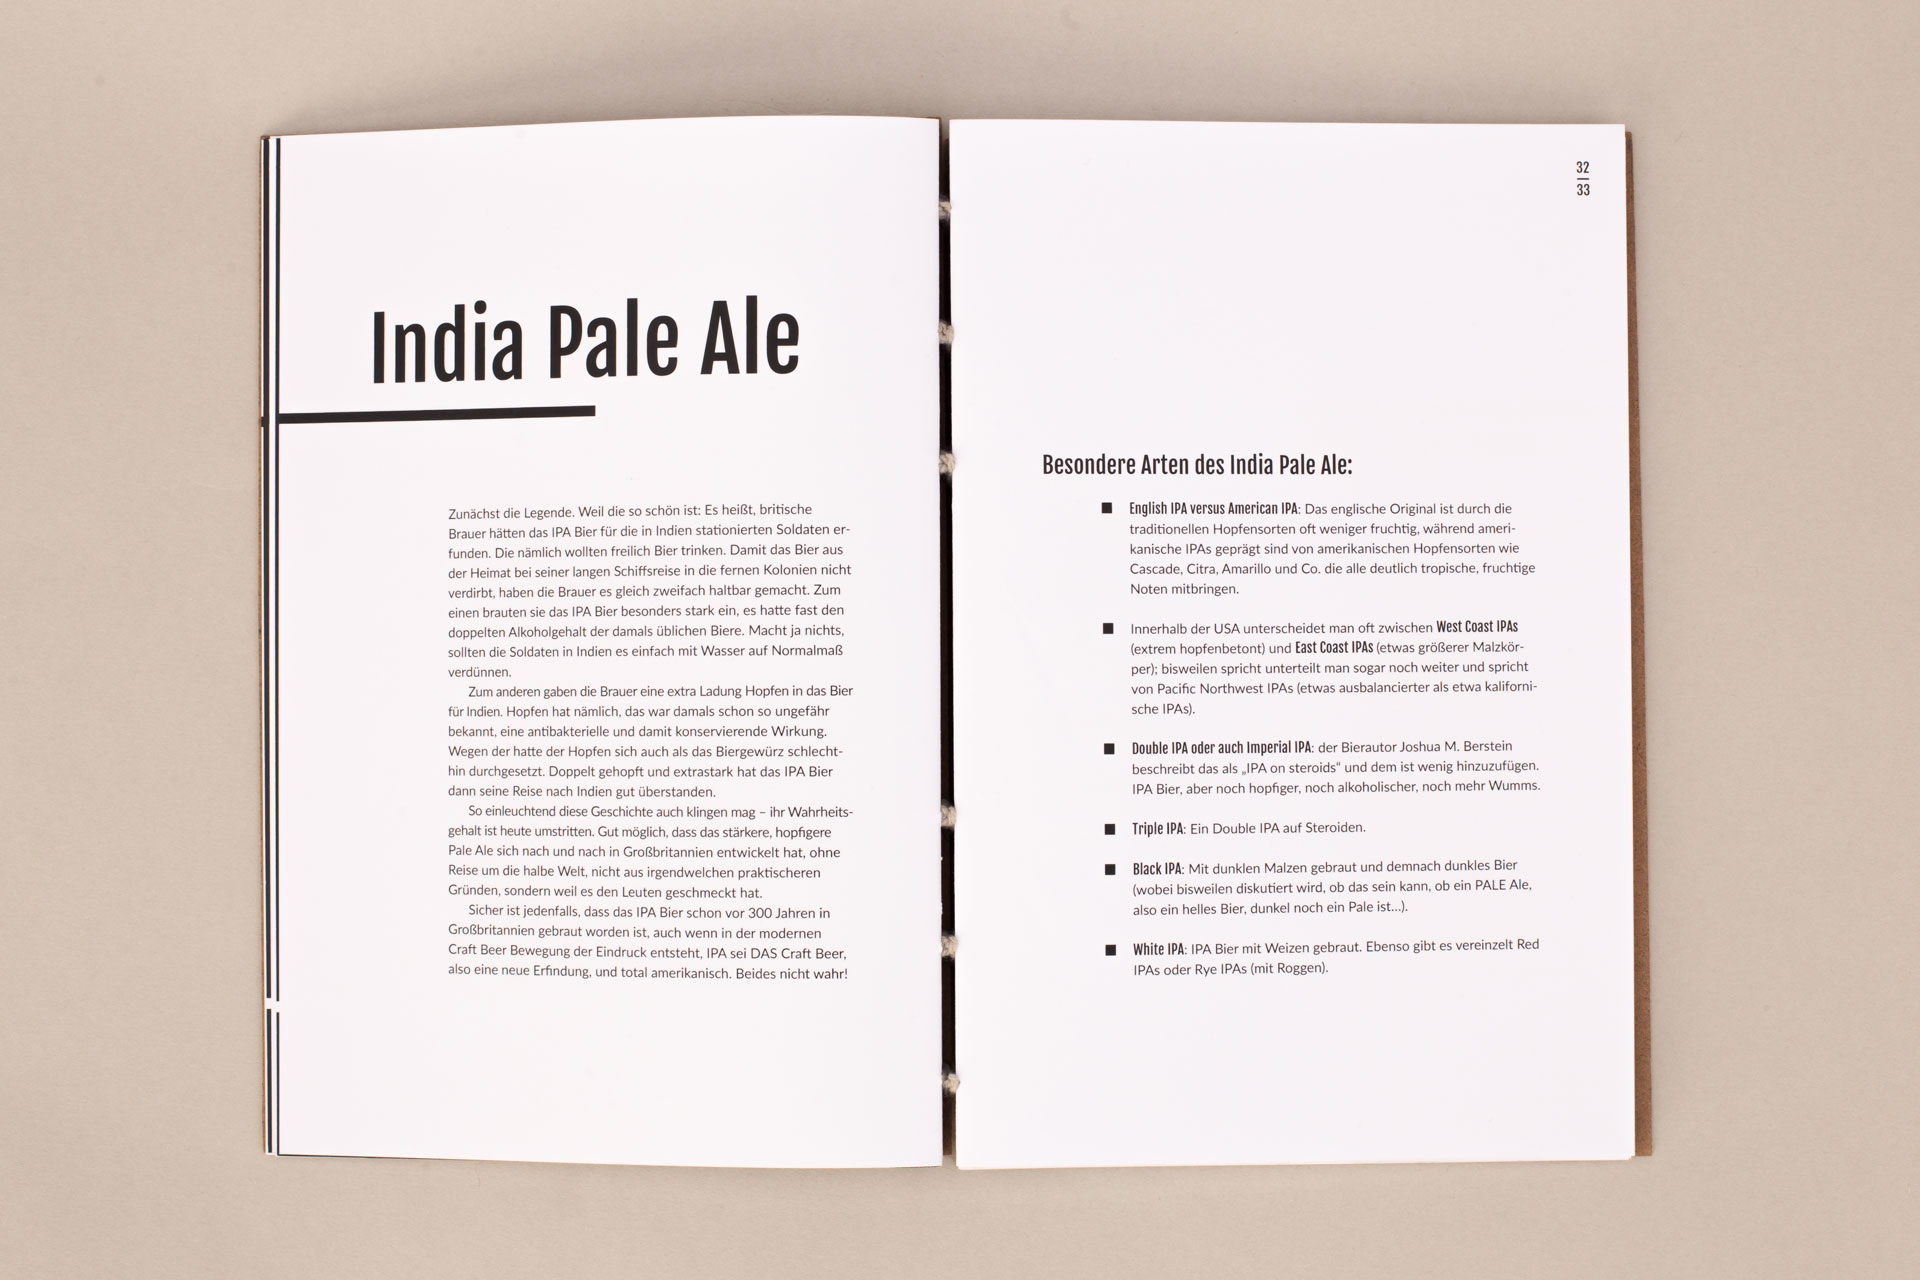 India Pale Ale
Zunächst die Legende. Weil die so schön ist: Es heißt, britische
Brauer hätten das IPA Bier für die in Indien stationierten Soldaten er-
funden. Die nämlich wollten freilich Bier trinken. Damit das Bier aus
der Heimat bei seiner langen Schiffsreise in die fernen Kolonien nicht
verdirbt, haben die Brauer es gleich zweifach haltbar gemacht. Zum
einen brauten sie das IPA Bier besonders stark ein, es hatte fast den
doppelten Alkoholgehalt der damals üblichen Biere. Macht ja nichts,
sollten die Soldaten in Indien es einfach mit Wasser auf Normalmaß
verdünnen.
Zum anderen gaben die Brauer eine extra Ladung Hopfen in das Bier
für Indien. Hopfen hat nämlich, das war damals schon so ungefähr
bekannt, eine antibakterielle und damit konservierende Wirkung.
Wegen der hatte der Hopfen sich auch als das Biergewürz schlecht-
hin durchgesetzt. Doppelt gehopft und extrastark hat das IPA Bier
dann seine Reise nach Indien gut überstanden.
So einleuchtend diese Geschichte auch klingen mag – ihr Wahrheits-
gehalt ist heute umstritten. Gut möglich, dass das stärkere, hopfigere
Pale Ale sich nach und nach in Großbritannien entwickelt hat, ohne
Reise um die halbe Welt, nicht aus irgendwelchen praktischeren
Gründen, sondern weil es den Leuten geschmeckt hat.
Sicher ist jedenfalls, dass das IPA Bier schon vor 300 Jahren in
Großbritannien gebraut worden ist, auch wenn in der modernen
Craft Beer Bewegung der Eindruck entsteht, IPA sei DAS Craft Beer,
also eine neue Erfindung, und total amerikanisch. Beides nicht wahr!
32
33
Besondere Arten des India Pale Ale:
■ English IPA versus American IPA: Das englische Original ist durch die
traditionellen Hopfensorten oft weniger fruchtig, während ameri-
kanische IPAs geprägt sind von amerikanischen Hopfensorten wie
Cascade, Citra, Amarillo und Co. die alle deutlich tropische, fruchtige
Noten mitbringen.
■ Innerhalb der USA unterscheidet man oft zwischen West Coast IPAs
(extrem hopfenbetont) und East Coast IPAs (etwas größerer Malzkör-
per); bisweilen spricht unterteilt man sogar noch weiter und spricht
von Pacific Northwest IPAs (etwas ausbalancierter als etwa kaliforni-
sche IPAs).
■ Double IPA oder auch Imperial IPA: der Bierautor Joshua M. Berstein
beschreibt das als „IPA on steroids“ und dem ist wenig hinzuzufügen.
IPA Bier, aber noch hopfiger, noch alkoholischer, noch mehr Wumms.
■ Triple IPA: Ein Double IPA auf Steroiden.
■ Black IPA: Mit dunklen Malzen gebraut und demnach dunkles Bier
(wobei bisweilen diskutiert wird, ob das sein kann, ob ein PALE Ale,
also ein helles Bier, dunkel noch ein Pale ist...).
■ White IPA: IPA Bier mit Weizen gebraut. Ebenso gibt es vereinzelt Red
IPAs oder Rye IPAs (mit Roggen).